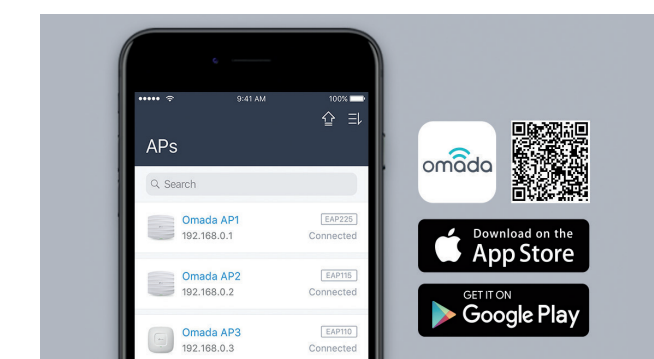 9:41 AM
100%
APs
Search
Omada AP1
EAP225
192.168.0.1
Connected
Omada AP2
EAP115
192.168.0.2
Connected
Omada AP3
EAP110
192.168.0.3
Connected
omada
Download on the
App Store
GET IT ON
Google Play